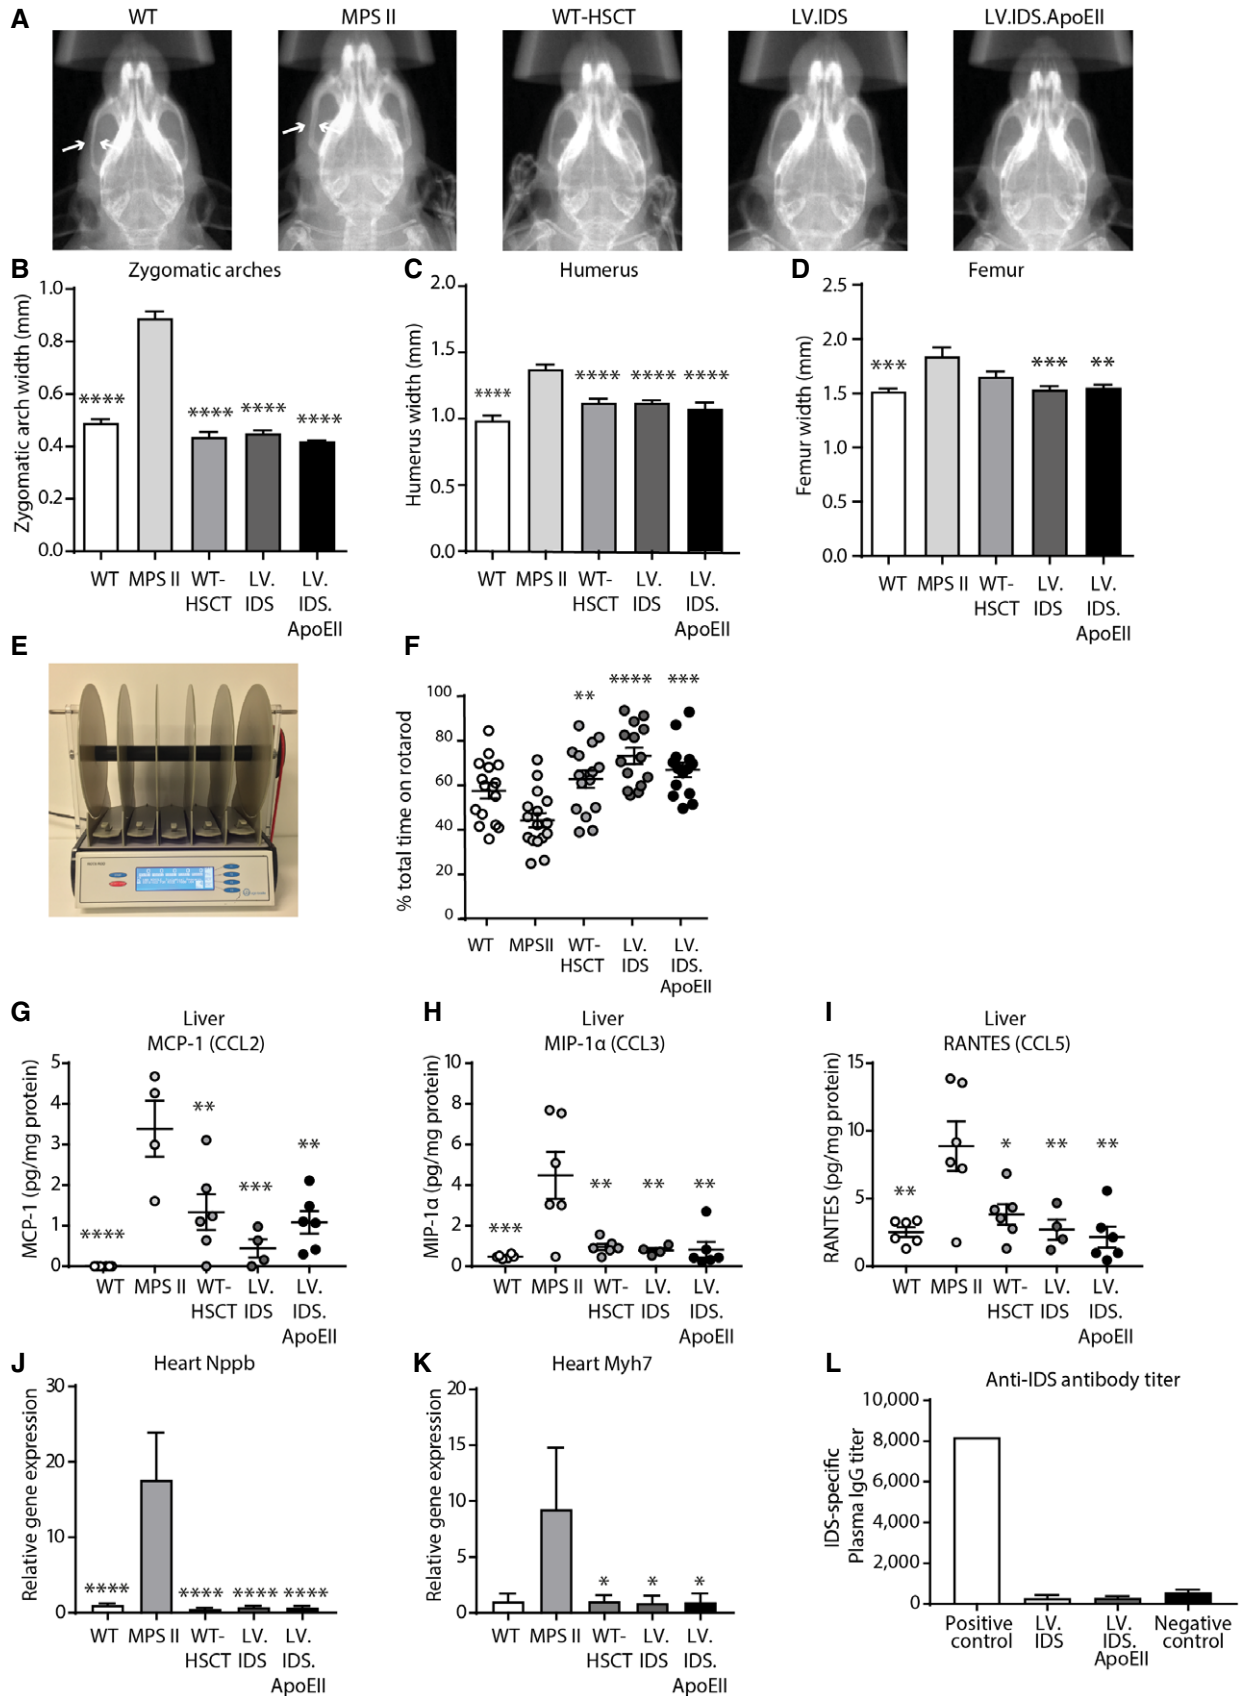 A
WT
MPS II
WT-HSCT
LV.IDS
LV.IDS.ApoEII
B
Zygomatic arches
Zygomatic arch width (mm)
1.0
0.8
0.6
0.4
0.2
0.0
****
****
****
****
WT
MPS II
WT-
HSCT
LV.
IDS
LV.
IDS.
ApoEII
C
Humerus
Humerus width (mm)
2.0
1.5
1.0
0.5
0.0
****
****
****
****
WT
MPS II
WT-
HSCT
LV.
IDS
LV.
IDS.
ApoEII
D
Femur
Femur width (mm)
2.5
2.0
1.5
1.0
0.5
0.0
***
***
**
WT
MPS II
WT-
HSCT
LV.
IDS
LV.
IDS.
ApoEII
E
F
% total time on rotarod
100
80
60
40
20
0
**
****
***
WT
MPSII
WT-
HSCT
LV.
IDS
LV.
IDS.
ApoEII
G
Liver
MCP-1 (CCL2)
MCP-1 (pg/mg protein)
5
4
3
2
1
0
****
**
***
**
WT
MPS II
WT-
HSCT
LV.
IDS
LV.
IDS.
ApoEII
H
Liver
MIP-1α (CCL3)
MIP-1α (pg/mg protein)
10
8
6
4
2
0
***
**
**
**
WT
MPS II
WT-
HSCT
LV.
IDS
LV.
IDS.
ApoEII
I
Liver
RANTES (CCL5)
RANTES (pg/mg protein)
15
10
5
0
**
*
**
**
WT
MPS II
WT-
HSCT
LV.
IDS
LV.
IDS.
ApoEII
J
Heart Nppb
Relative gene expression
30
20
10
0
****
****
****
****
WT
MPS II
WT-
HSCT
LV.
IDS
LV.
IDS.
ApoEII
K
Heart Myh7
Relative gene expression
20
15
10
5
0
*
*
*
WT
MPS II
WT-
HSCT
LV.
IDS
LV.
IDS.
ApoEII
L
Anti-IDS antibody titer
IDS-specific
Plasma IgG titer
10,000
8,000
6,000
4,000
2,000
0
Positive
control
LV.
IDS
LV.
IDS.
ApoEII
Negative
control